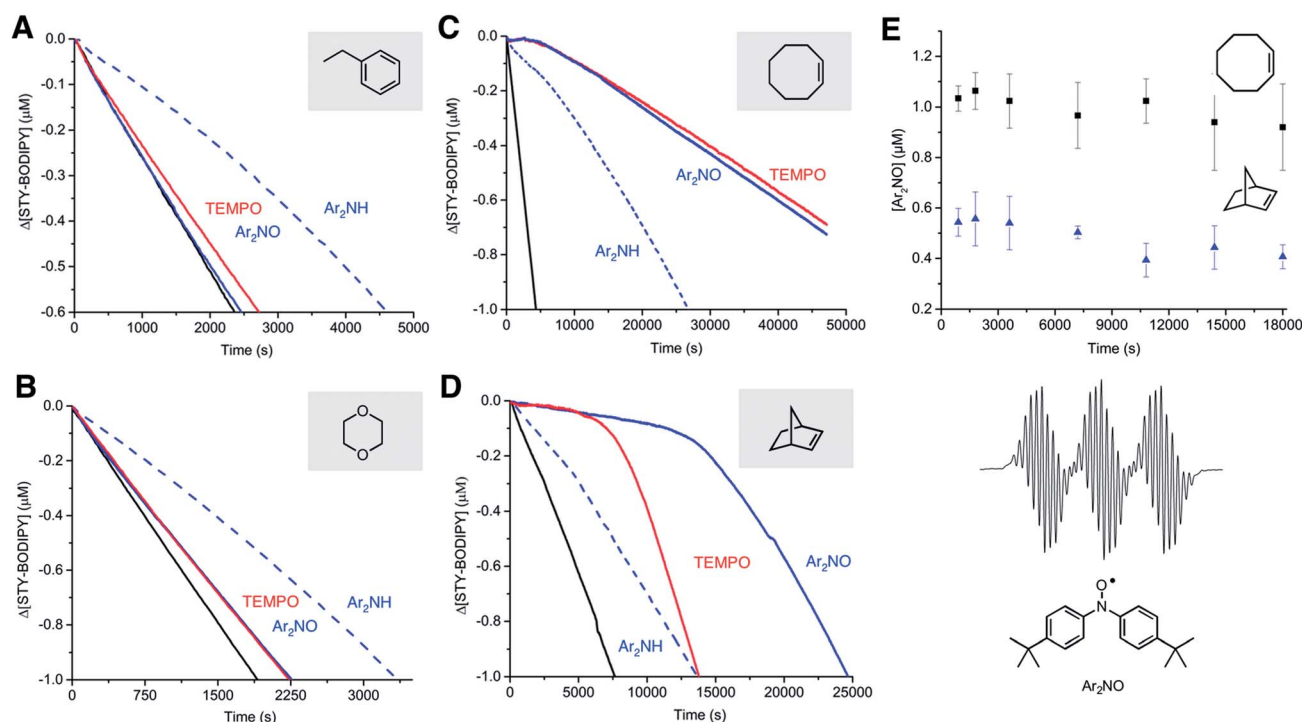 A
0.0
-0.1
-0.2
-0.3
-0.4
-0.5
-0.6
Δ[STY-BODIPY] (µM)
TEMPO
Ar₂NO
Ar₂NH
0 1000 2000 3000 4000 5000
Time (s)
B
0.0
-0.2
-0.4
-0.6
-0.8
-1.0
Δ[STY-BODIPY] (µM)
O
O
TEMPO
Ar₂NO
Ar₂NH
0 750 1500 2250 3000
Time (s)
C
0.0
-0.2
-0.4
-0.6
-0.8
-1.0
Δ[STY-BODIPY] (µM)
Ar₂NO
TEMPO
Ar₂NH
0 10000 20000 30000 40000 50000
Time (s)
D
0.0
-0.2
-0.4
-0.6
-0.8
-1.0
Δ[STY-BODIPY] (µM)
TEMPO
Ar₂NO
Ar₂NH
0 5000 10000 15000 20000 25000
Time (s)
E
1.2
1.0
0.8
0.6
0.4
0.2
[Ar₂NO] (µM)
0 3000 6000 9000 12000 15000 18000
Time (s)
O•
N
Ar₂NO